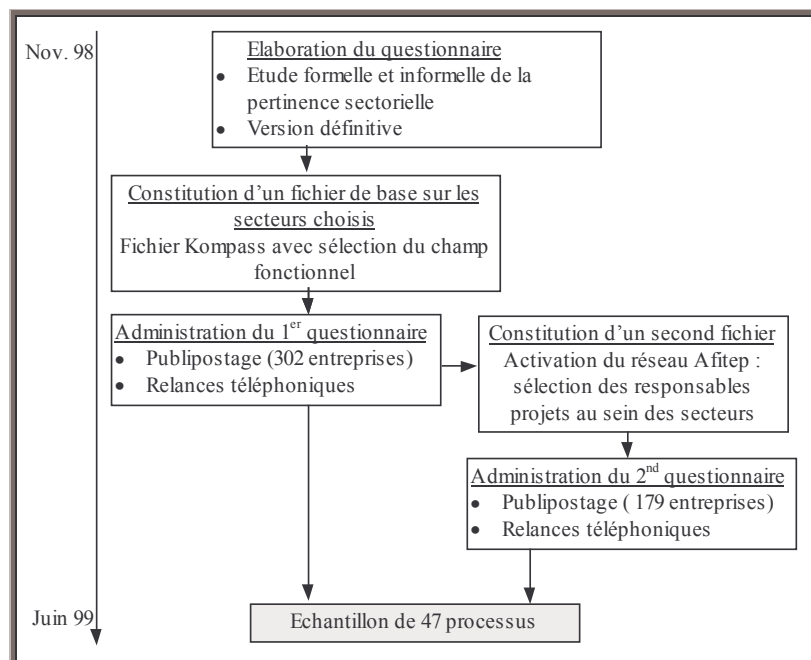 Nov. 98
Elaboration du questionnaire
• Etude formelle et informelle de la
pertinence sectorielle
• Version définitive
Constitution d'un fichier de base sur les
secteurs choisis
Fichier Kompass avec sélection du champ
fonctionnel
Administration du 1er questionnaire
• Publipostage (302 entreprises)
• Relances téléphoniques
Constitution d'un second fichier
Activation du réseau Afitep :
sélection des responsables
projets au sein des secteurs
Administration du 2nd questionnaire
• Publipostage ( 179 entreprises)
• Relances téléphoniques
Juin 99
Echantillon de 47 processus